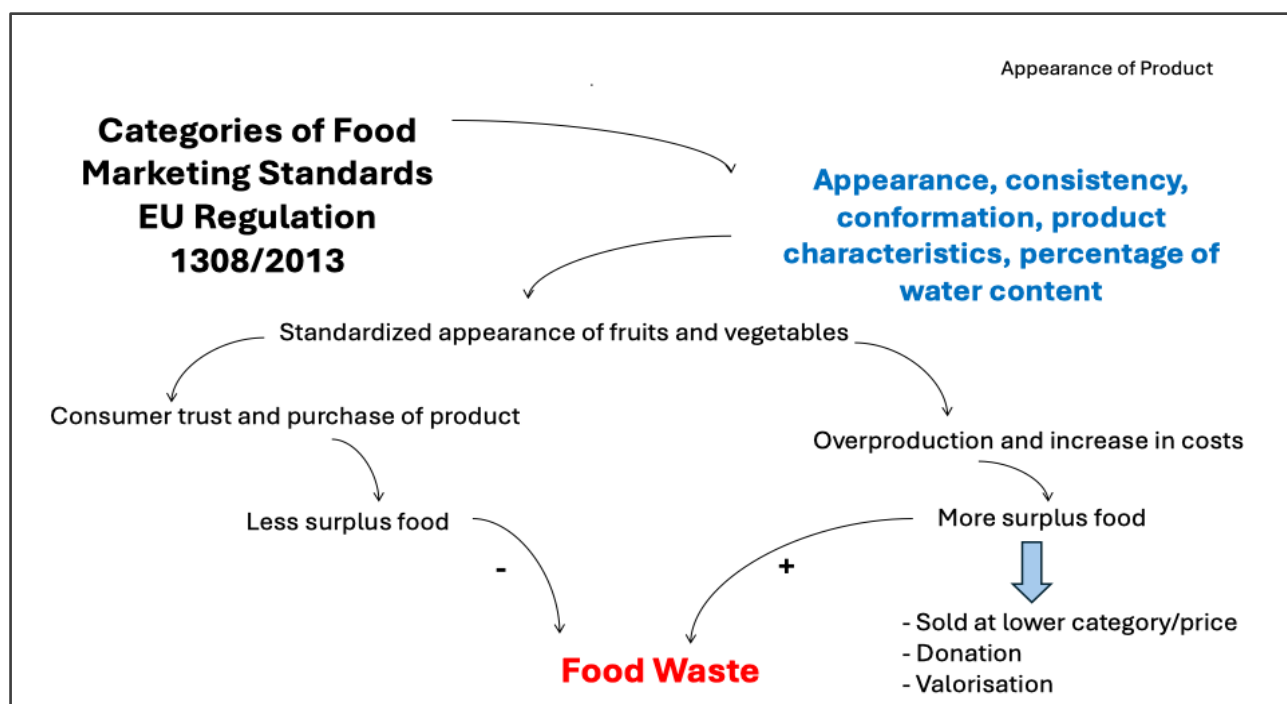 Appearance of Product
Categories of Food
Marketing Standards
EU Regulation
1308/2013
Appearance, consistency,
conformation, product
characteristics, percentage of
water content
Standardized appearance of fruits and vegetables
Consumer trust and purchase of product
Overproduction and increase in costs
Less surplus food
More surplus food
-
+
- Sold at lower category/price
- Donation
- Valorisation
Food Waste